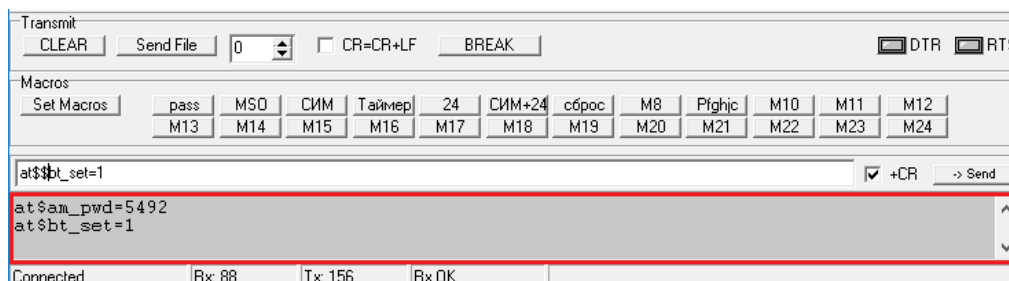 Transmit
CLEAR Send File 0 CR=CR+LF BREAK DTR RTS
Macros
Set Macros pass MSO СИМ Таймер 24 СИМ+24 сброс M8 Pfghjc M10 M11 M12
M13 M14 M15 M16 M17 M18 M19 M20 M21 M22 M23 M24
at$$bt_set=1 +CR -> Send
at$am_pwd=5492
at$bt_set=1
Connected Rx: 88 Tx: 156 Rx OK